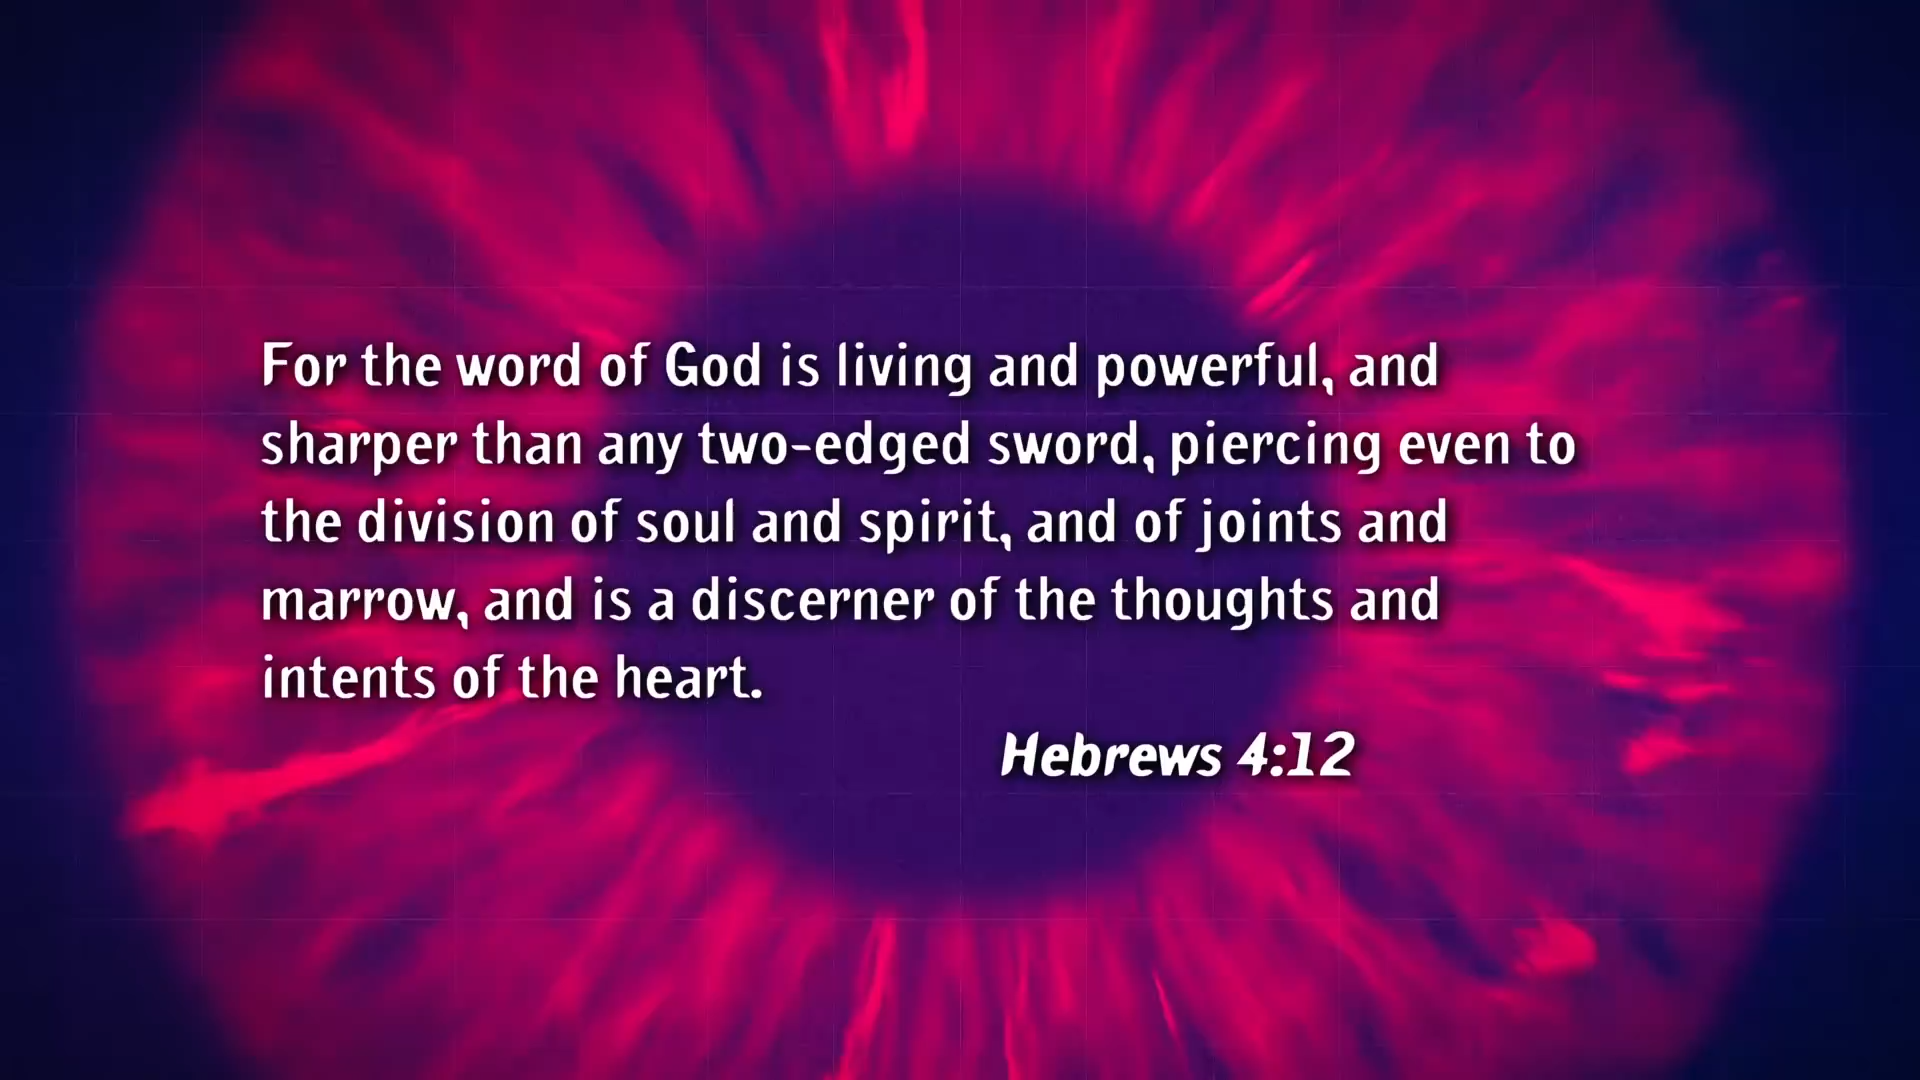 For the word of God is living and powerful, and
sharper than any two-edged sword, piercing even to
the division of soul and spirit, and of joints and
marrow, and is a discerner of the thoughts and
intents of the heart.
Hebrews 4:12